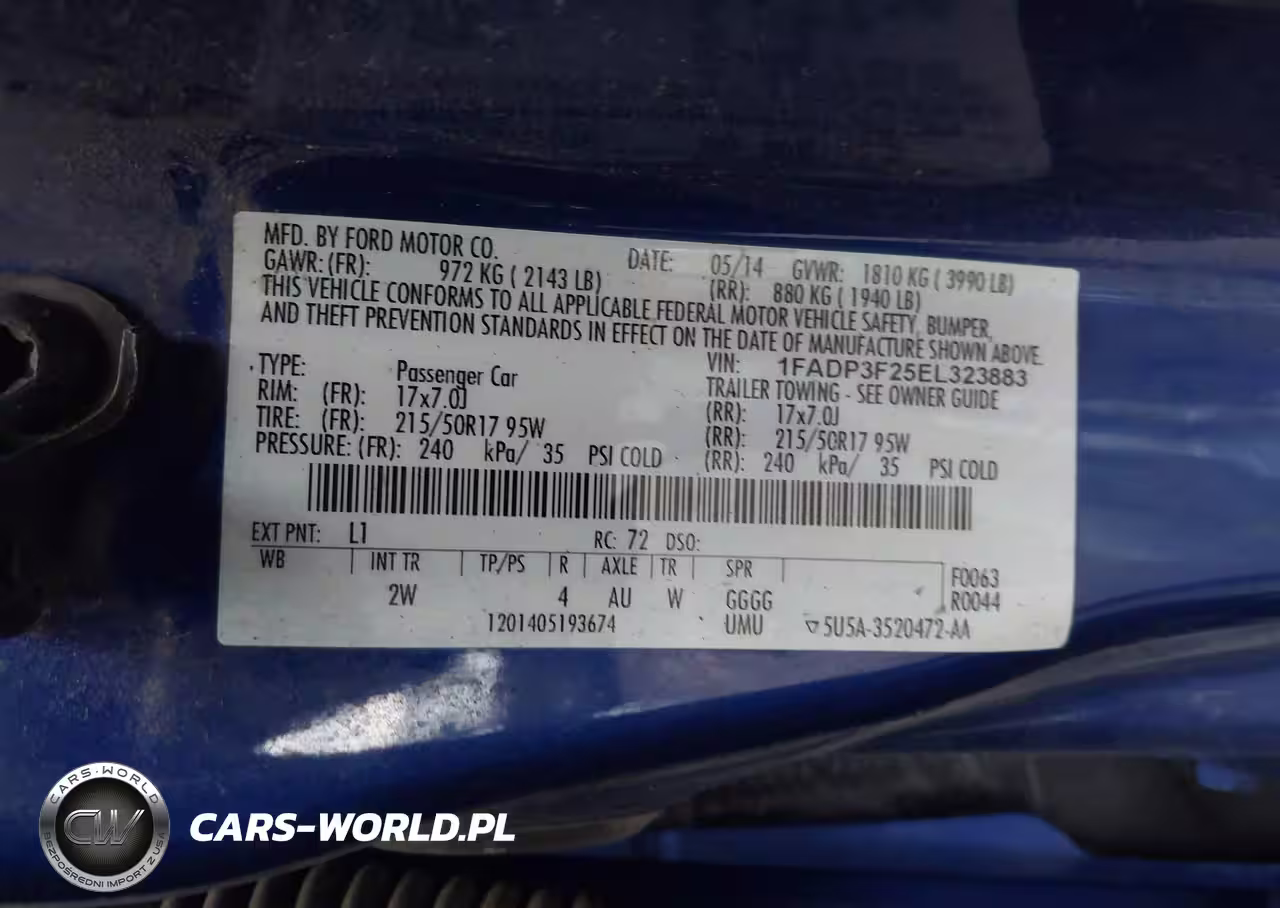 MFD. BY FORD MOTOR CO. DATE: 05/14 GVWR: 1810 KG ( 3990 LB)
GAWR: (FR): 972 KG ( 2143 LB) (RR): 880 KG ( 1940 LB)
THIS VEHICLE CONFORMS TO ALL APPLICABLE FEDERAL MOTOR VEHICLE SAFETY, BUMPER,
AND THEFT PREVENTION STANDARDS IN EFFECT ON THE DATE OF MANUFACTURE SHOWN ABOVE.
VIN: 1FADP3F25EL323883
TYPE: Passenger Car TRAILER TOWING - SEE OWNER GUIDE
RIM: (FR): 17x7.0J (RR): 17x7.0J
TIRE: (FR): 215/50R17 95W (RR): 215/50R17 95W
PRESSURE: (FR): 240 kPa/ 35 PSI COLD (RR): 240 kPa/ 35 PSI COLD
EXT PNT: L1 RC: 72 DSO:
WB INT TR TP/PS R AXLE TR SPR F0063
2W 4 AU W GGGG R0044
1201405193674 UMU ▽5U5A-3520472-AA
CARS-WORLD
CW
BEZPOŚREDNI IMPORT Z USA
CARS-WORLD.PL